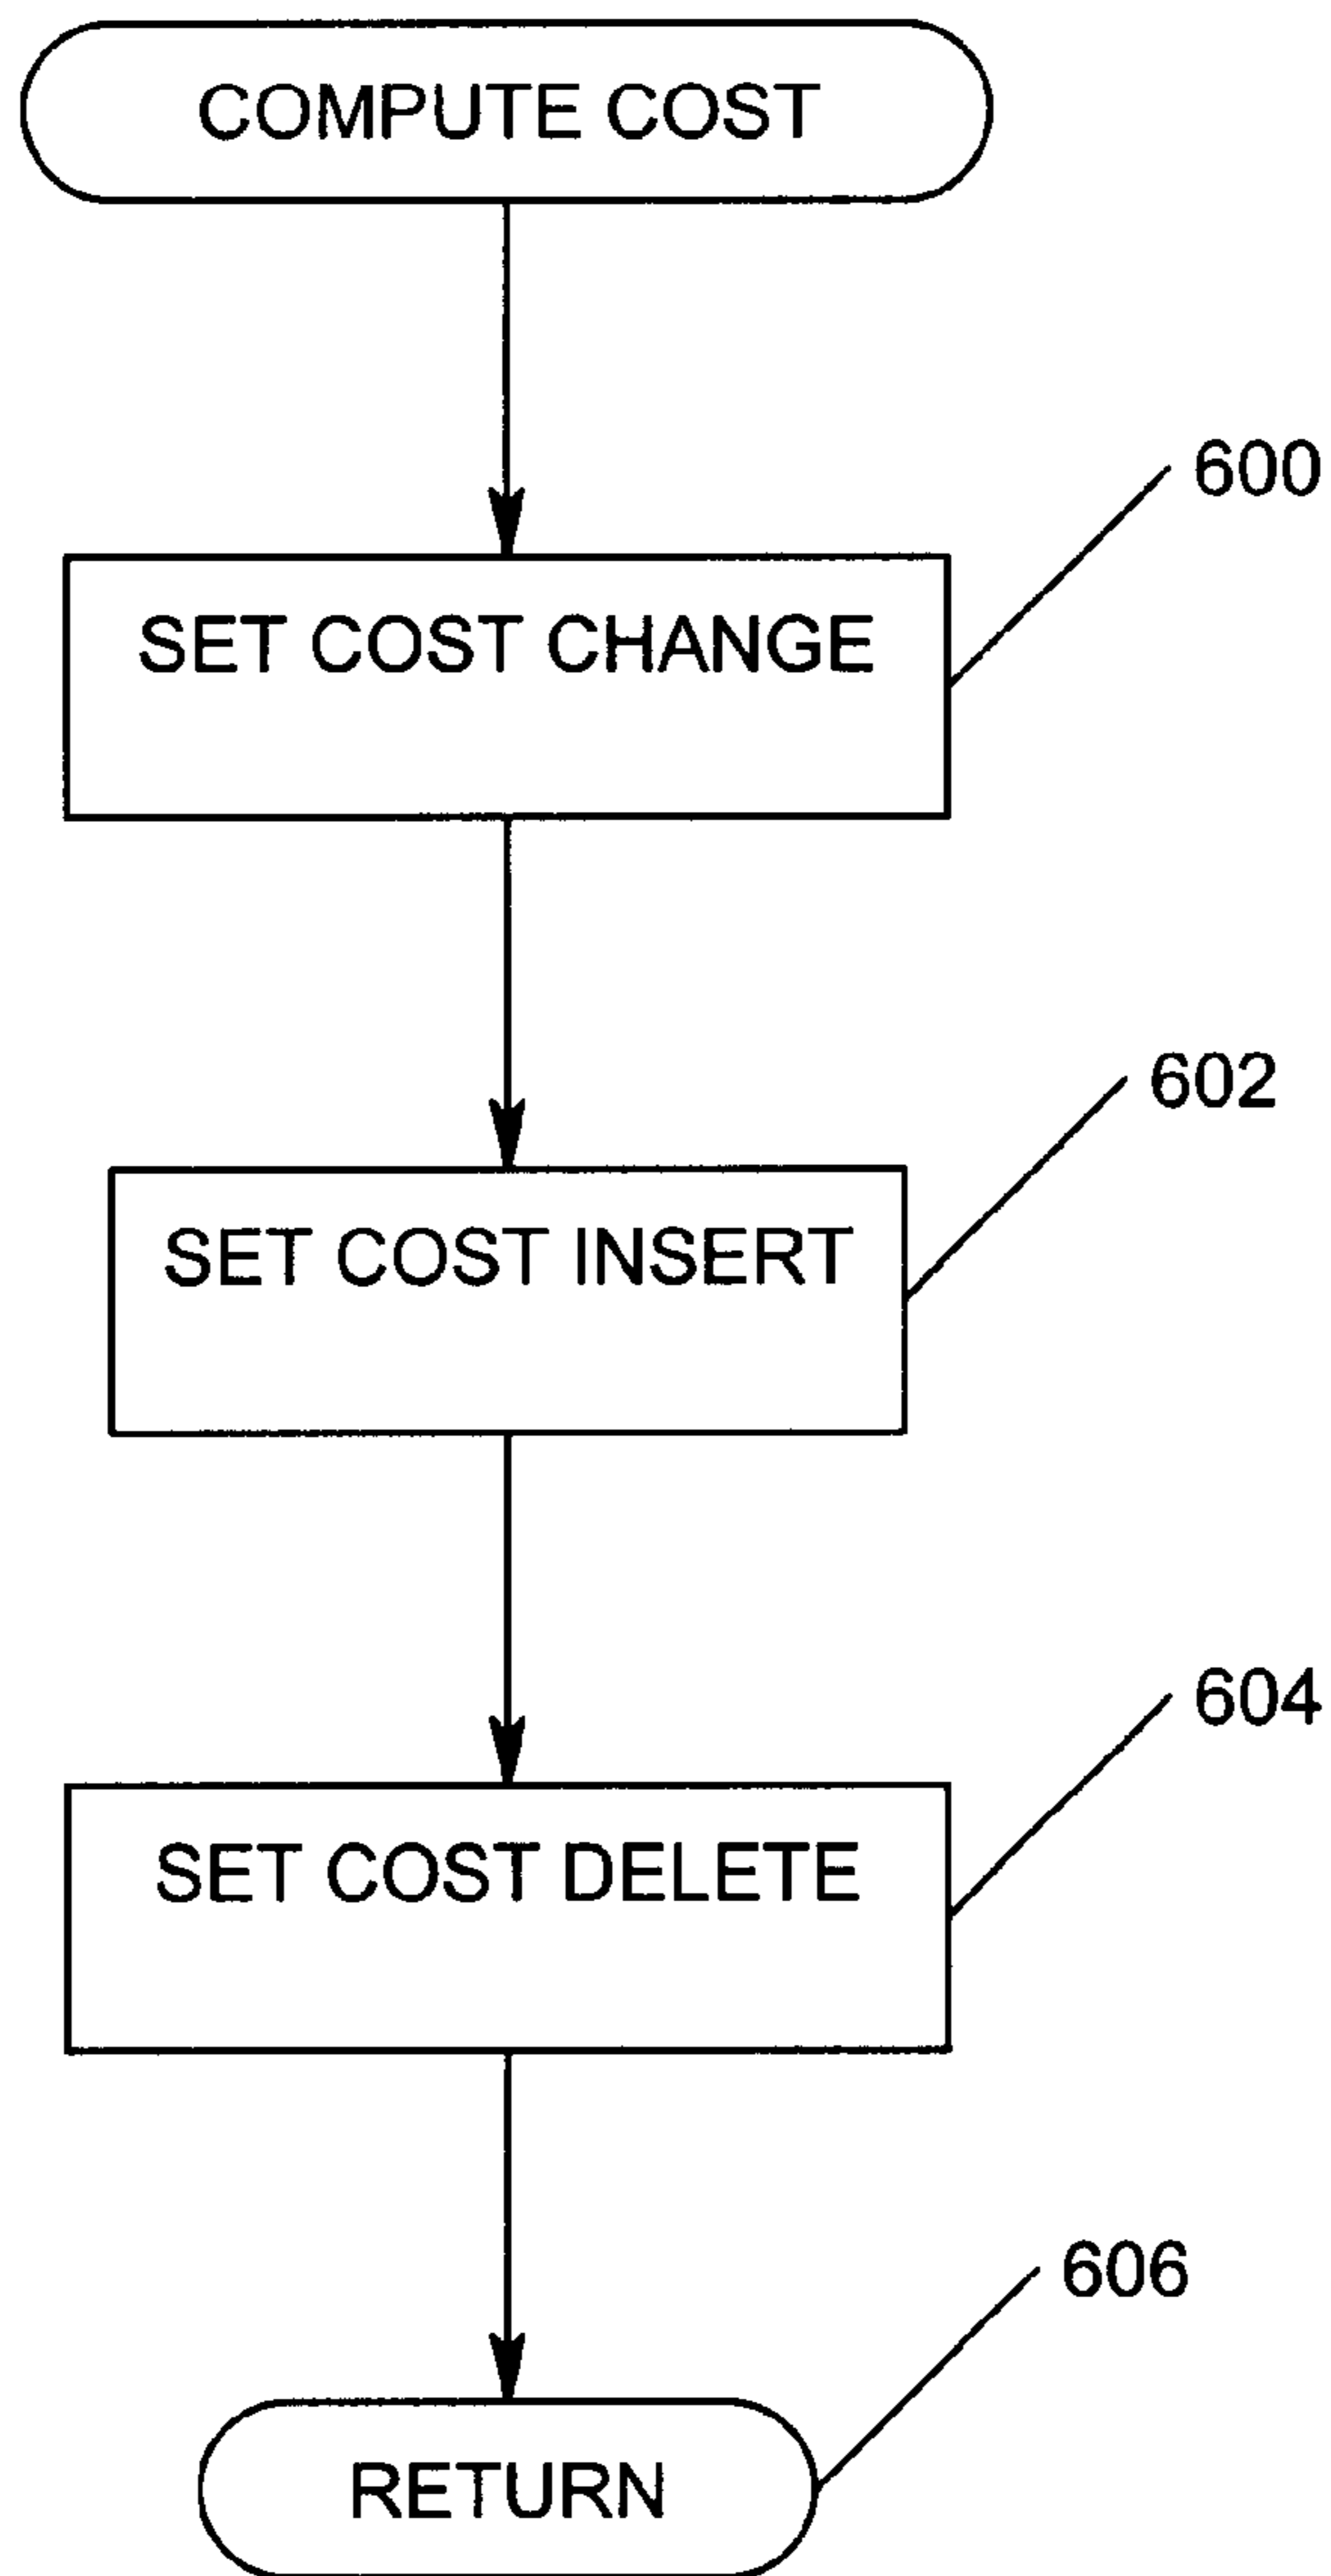 COMPUTE COST
600
SET COST CHANGE
602
SET COST INSERT
604
SET COST DELETE
606
RETURN